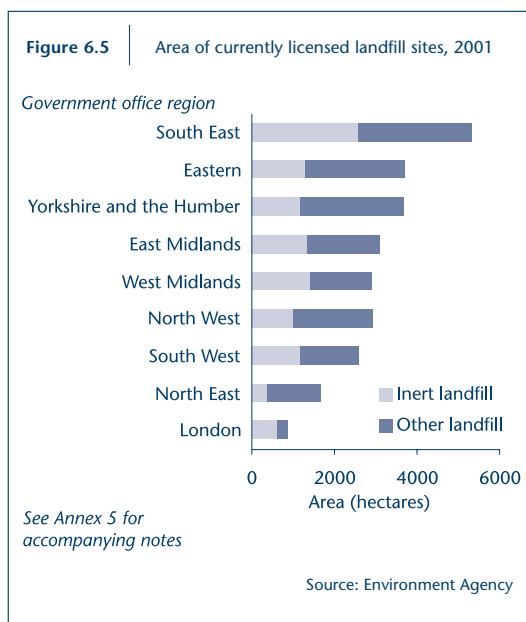 Figure 6.5
Area of currently licensed landfill sites, 2001
Government office region
South East
Eastern
Yorkshire and the Humber
East Midlands
West Midlands
North West
South West
North East
London
Inert landfill
Other landfill
0 2000 4000 6000
Area (hectares)
See Annex 5 for
accompanying notes
Source: Environment Agency